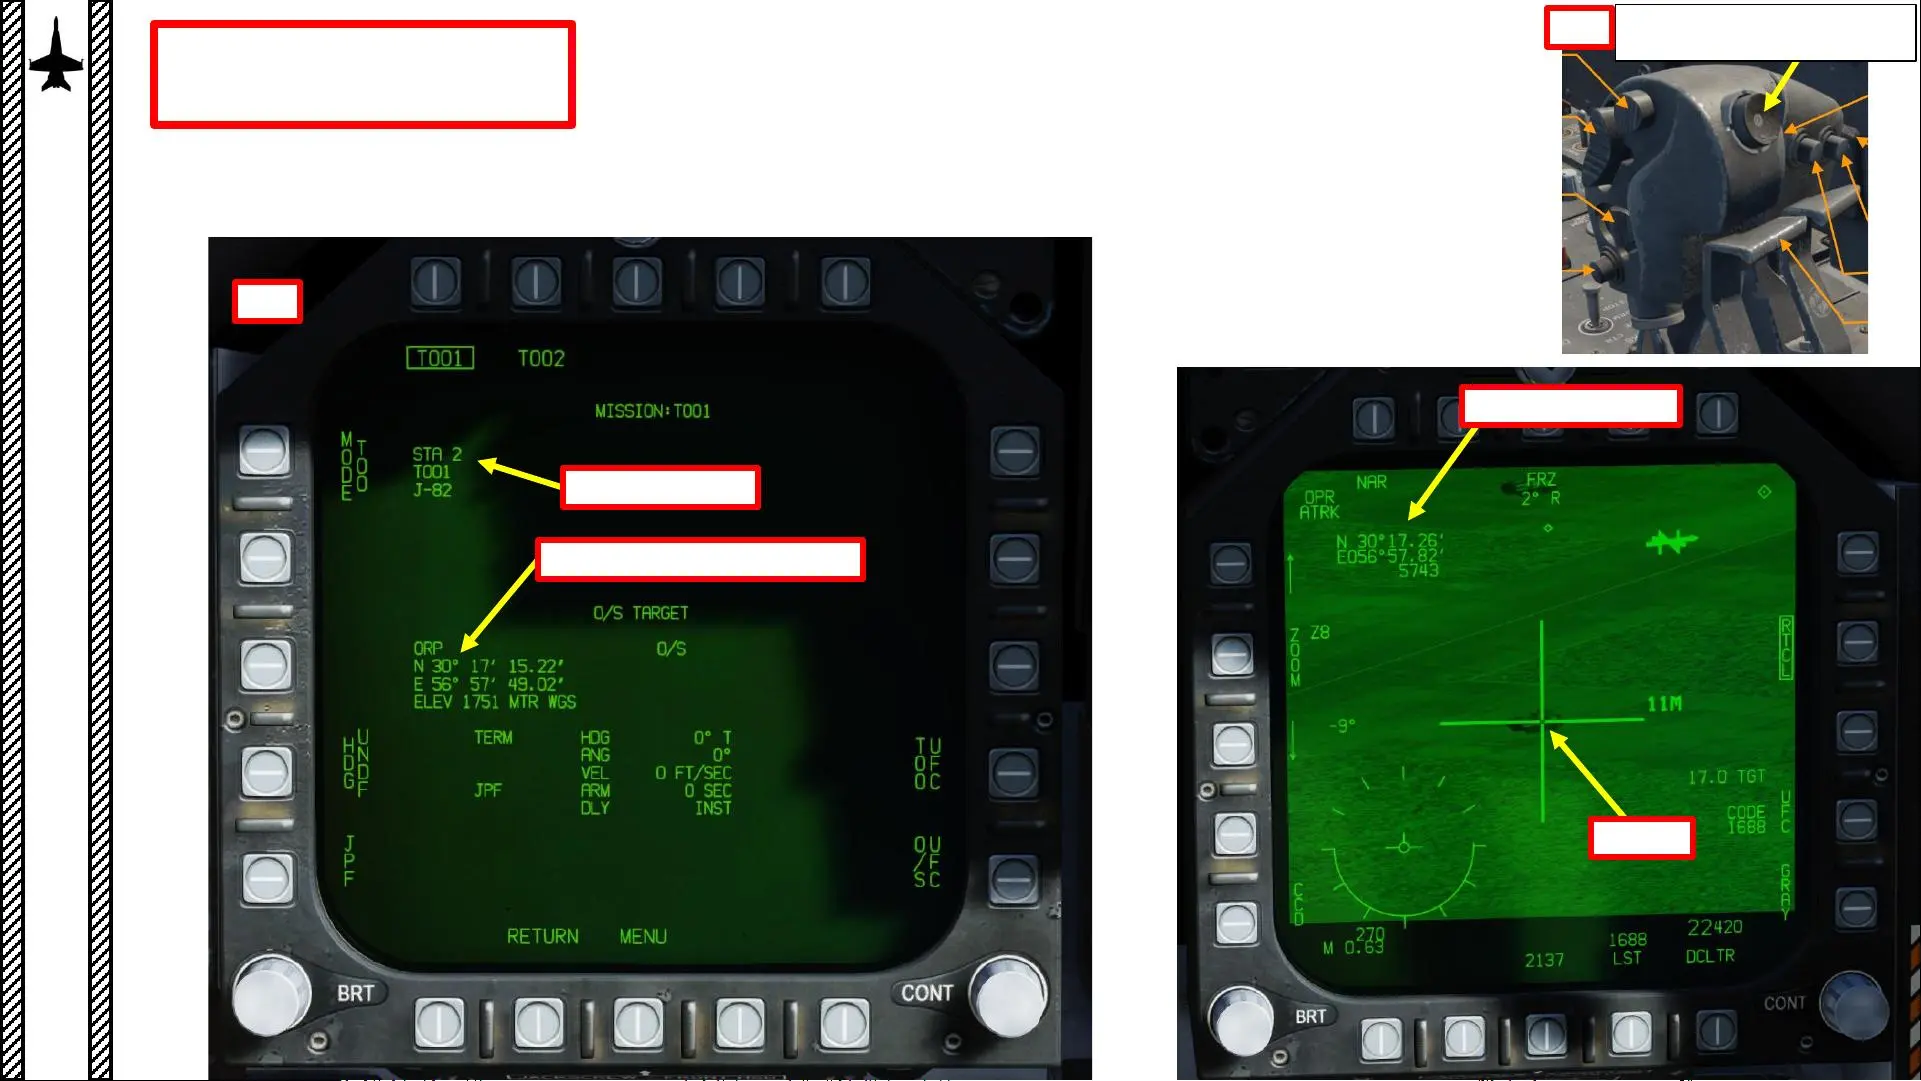 T001 T002
MISSION:T001
MODE
TOO
STA 2
T001
J-82
O/S TARGET
ORP
O/S
N 30° 17′ 15.22″
E 56° 57′ 49.02″
ELEV 1751 MTR WGS
HDG
UNDF
TERM
HDG 0° T
ANG 0°
VEL 0 FT/SEC
JPF
ARM 0 SEC
DLY INST
TOO
UFC
JPF
O/S
UFC
RETURN MENU
BRT
CONT
NAR
FRZ
OPR
2° R
ATRK
N 30°17.26′
E056°57.82′
5743
ZOOM
Z8
RTCL
11M
-9°
17.0 TGT
CODE
1688
UFC
CCD
GRAY
270
M 0.63
2137
1688
LST
22420
DCLTR
BRT
CONT